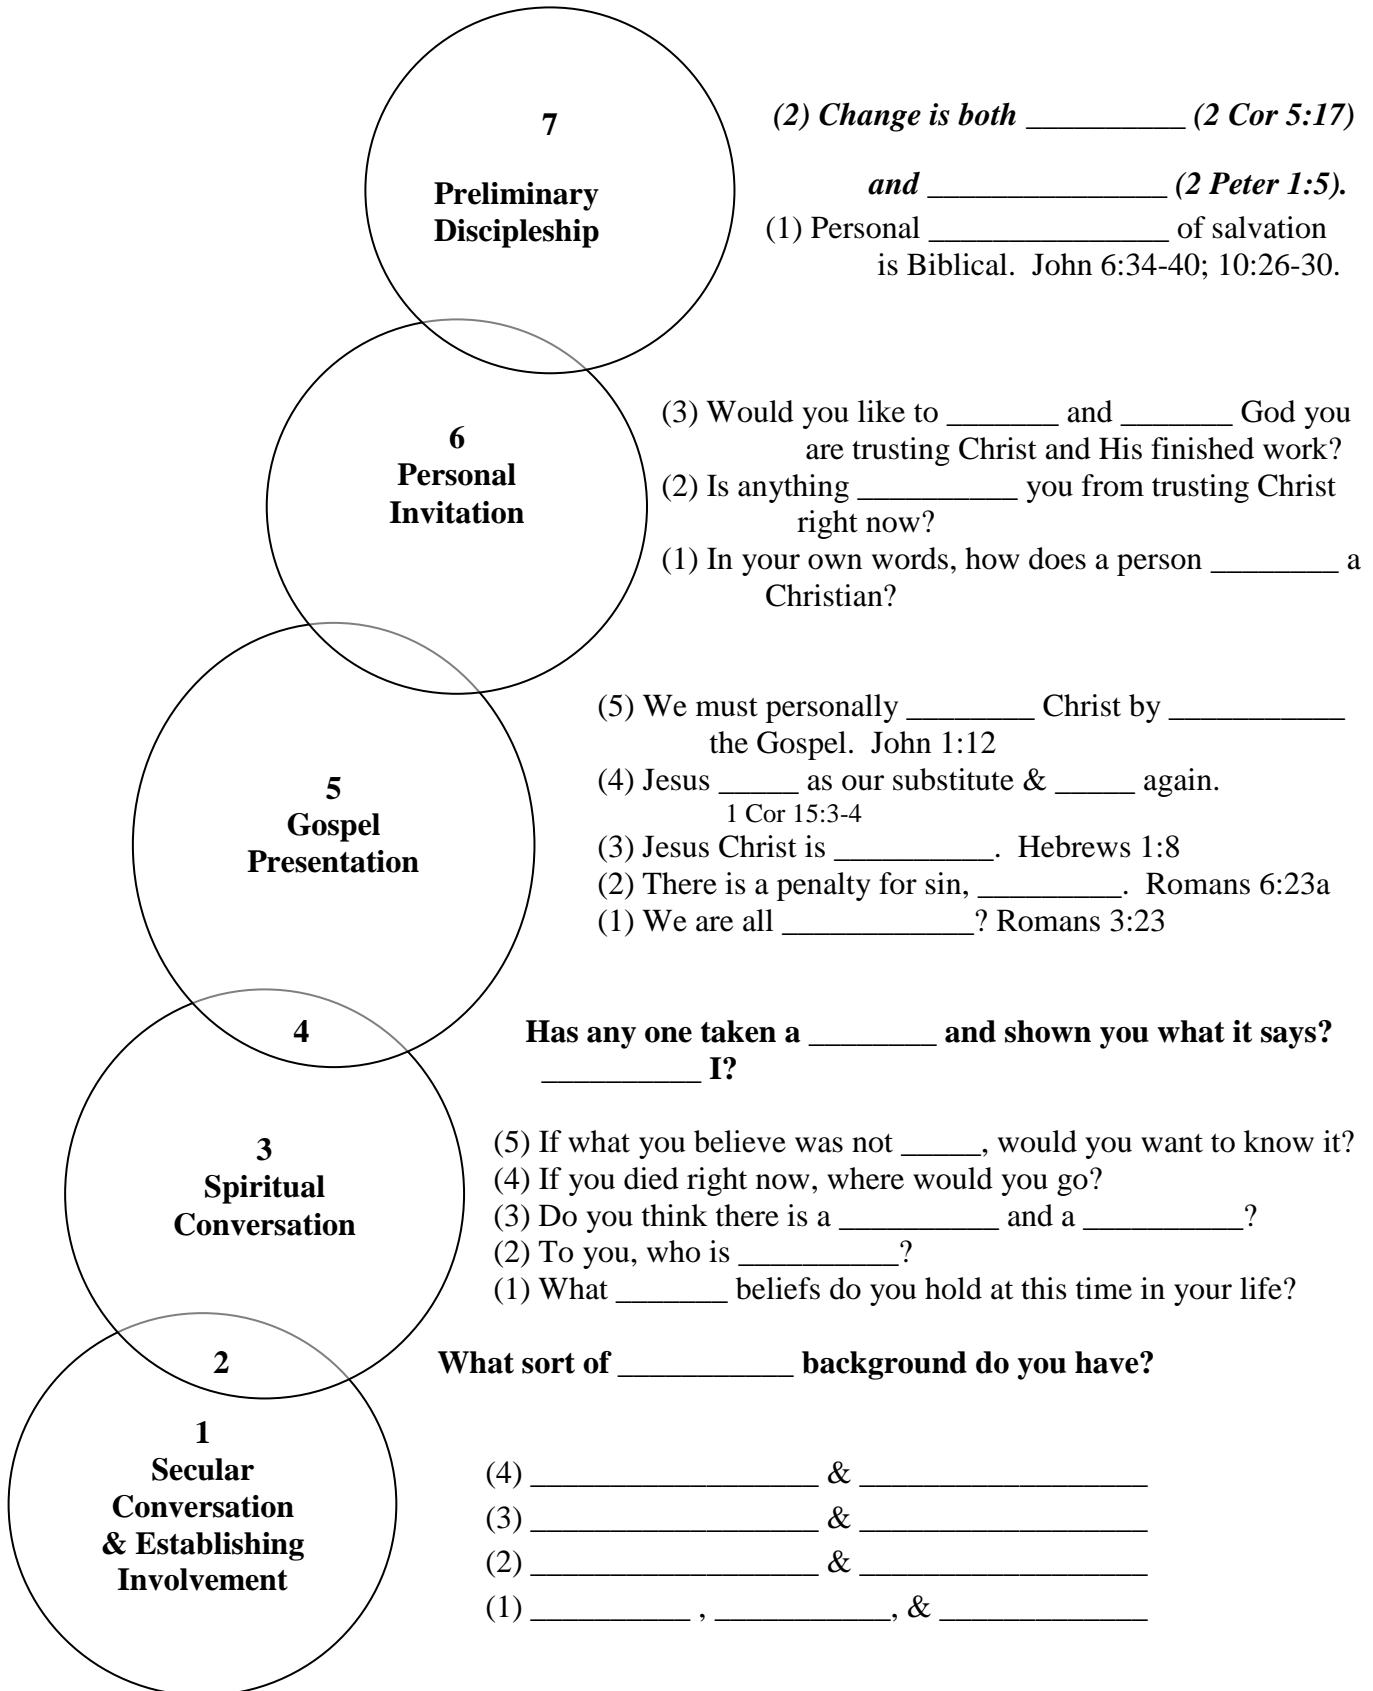 7
Preliminary
Discipleship
(2) Change is both __________ (2 Cor 5:17)
and _______________ (2 Peter 1:5).
(1) Personal _______________ of salvation
is Biblical.  John 6:34-40; 10:26-30.
6
Personal
Invitation
(3) Would you like to _______ and _______ God you
are trusting Christ and His finished work?
(2) Is anything __________ you from trusting Christ
right now?
(1) In your own words, how does a person ________ a
Christian?
5
Gospel
Presentation
(5) We must personally ________ Christ by ___________
the Gospel.  John 1:12
(4) Jesus _____ as our substitute & _____ again.
1 Cor 15:3-4
(3) Jesus Christ is __________.  Hebrews 1:8
(2) There is a penalty for sin, _________.  Romans 6:23a
(1) We are all ____________? Romans 3:23
4
Has any one taken a ________ and shown you what it says?
__________ I?
3
Spiritual
Conversation
(5) If what you believe was not _____, would you want to know it?
(4) If you died right now, where would you go?
(3) Do you think there is a __________ and a __________?
(2) To you, who is __________?
(1) What _______ beliefs do you hold at this time in your life?
2
What sort of ___________ background do you have?
1
Secular
Conversation
& Establishing
Involvement
(4) __________________ & __________________
(3) __________________ & __________________
(2) __________________ & __________________
(1) __________ , ___________, & _____________